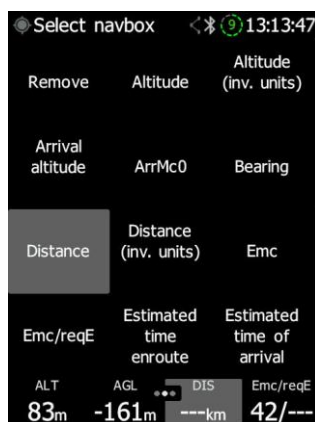 Select navbox 9 13:13:47
Remove Altitude Altitude
(inv. units)
Arrival
altitude ArrMc0 Bearing
Distance Distance
(inv. units) Emc
Emc/reqE Estimated
time
enroute Estimated
time of
arrival
ALT AGL DIS Emc/reqE
83m -161m ---km 42/---